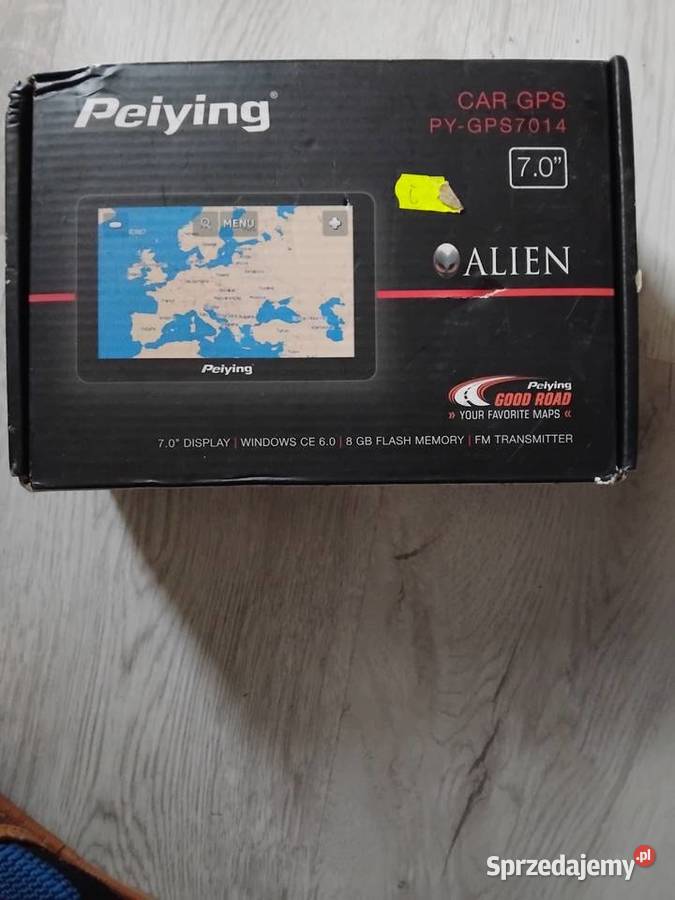 Peiying®
CAR GPS
PY-GPS7014
7.0"
MENU
ALIEN
Peiying
Peiying
GOOD ROAD
» YOUR FAVORITE MAPS «
7.0" DISPLAY | WINDOWS CE 6.0 | 8 GB FLASH MEMORY | FM TRANSMITTER
Sprzedajemy.pl